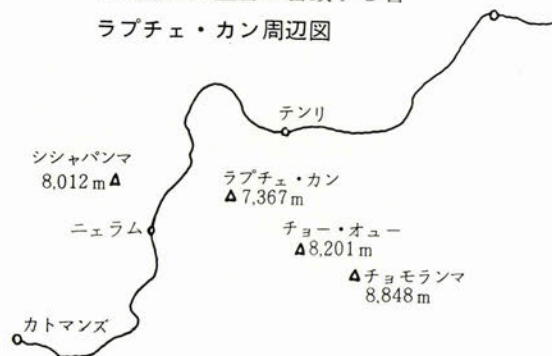 ラプチェ・カン周辺図
テンリ
シシャパンマ
8,012m
ラプチェ・カン
7,367m
ニェラム
チョー・オュー
8,201m
チョモランマ
8,848m
カトマンズ